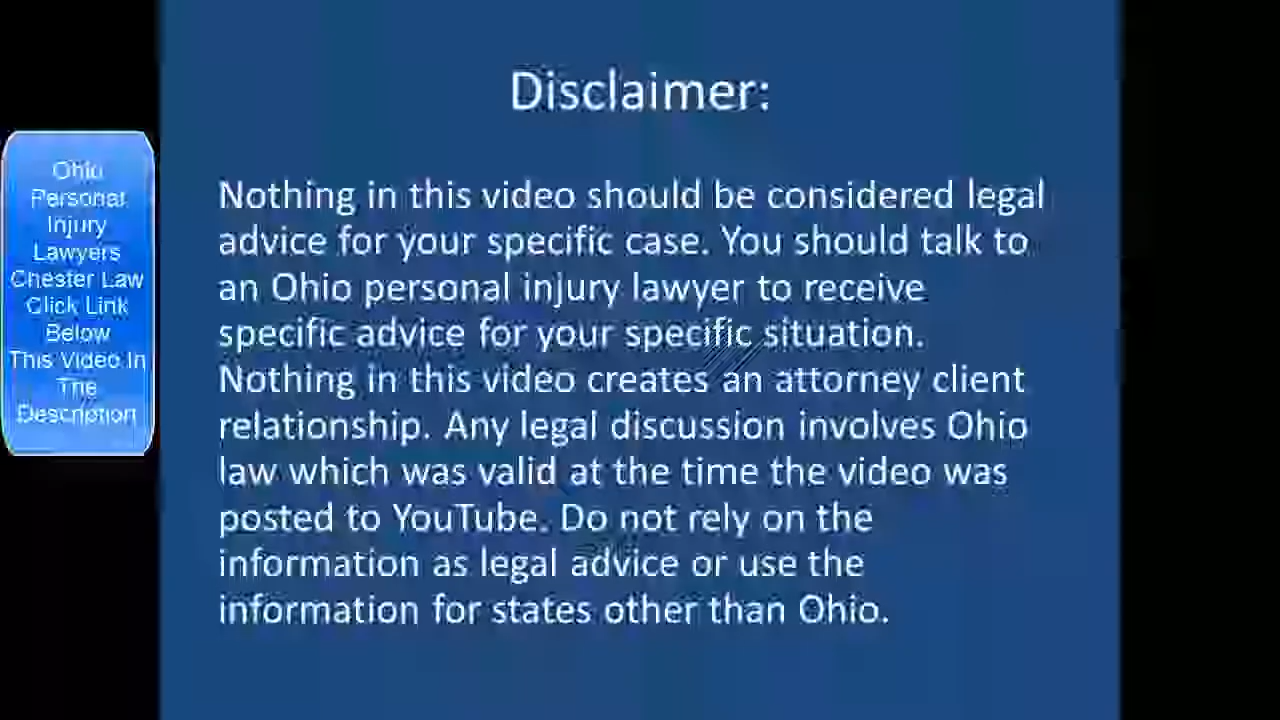 Disclaimer:
Ohio
Personal
Injury
Lawyers
Chester Law
Click Link
Below
This Video In
The
Description
Nothing in this video should be considered legal
advice for your specific case. You should talk to
an Ohio personal injury lawyer to receive
specific advice for your specific situation.
Nothing in this video creates an attorney client
relationship. Any legal discussion involves Ohio
law which was valid at the time the video was
posted to YouTube. Do not rely on the
information as legal advice or use the
information for states other than Ohio.